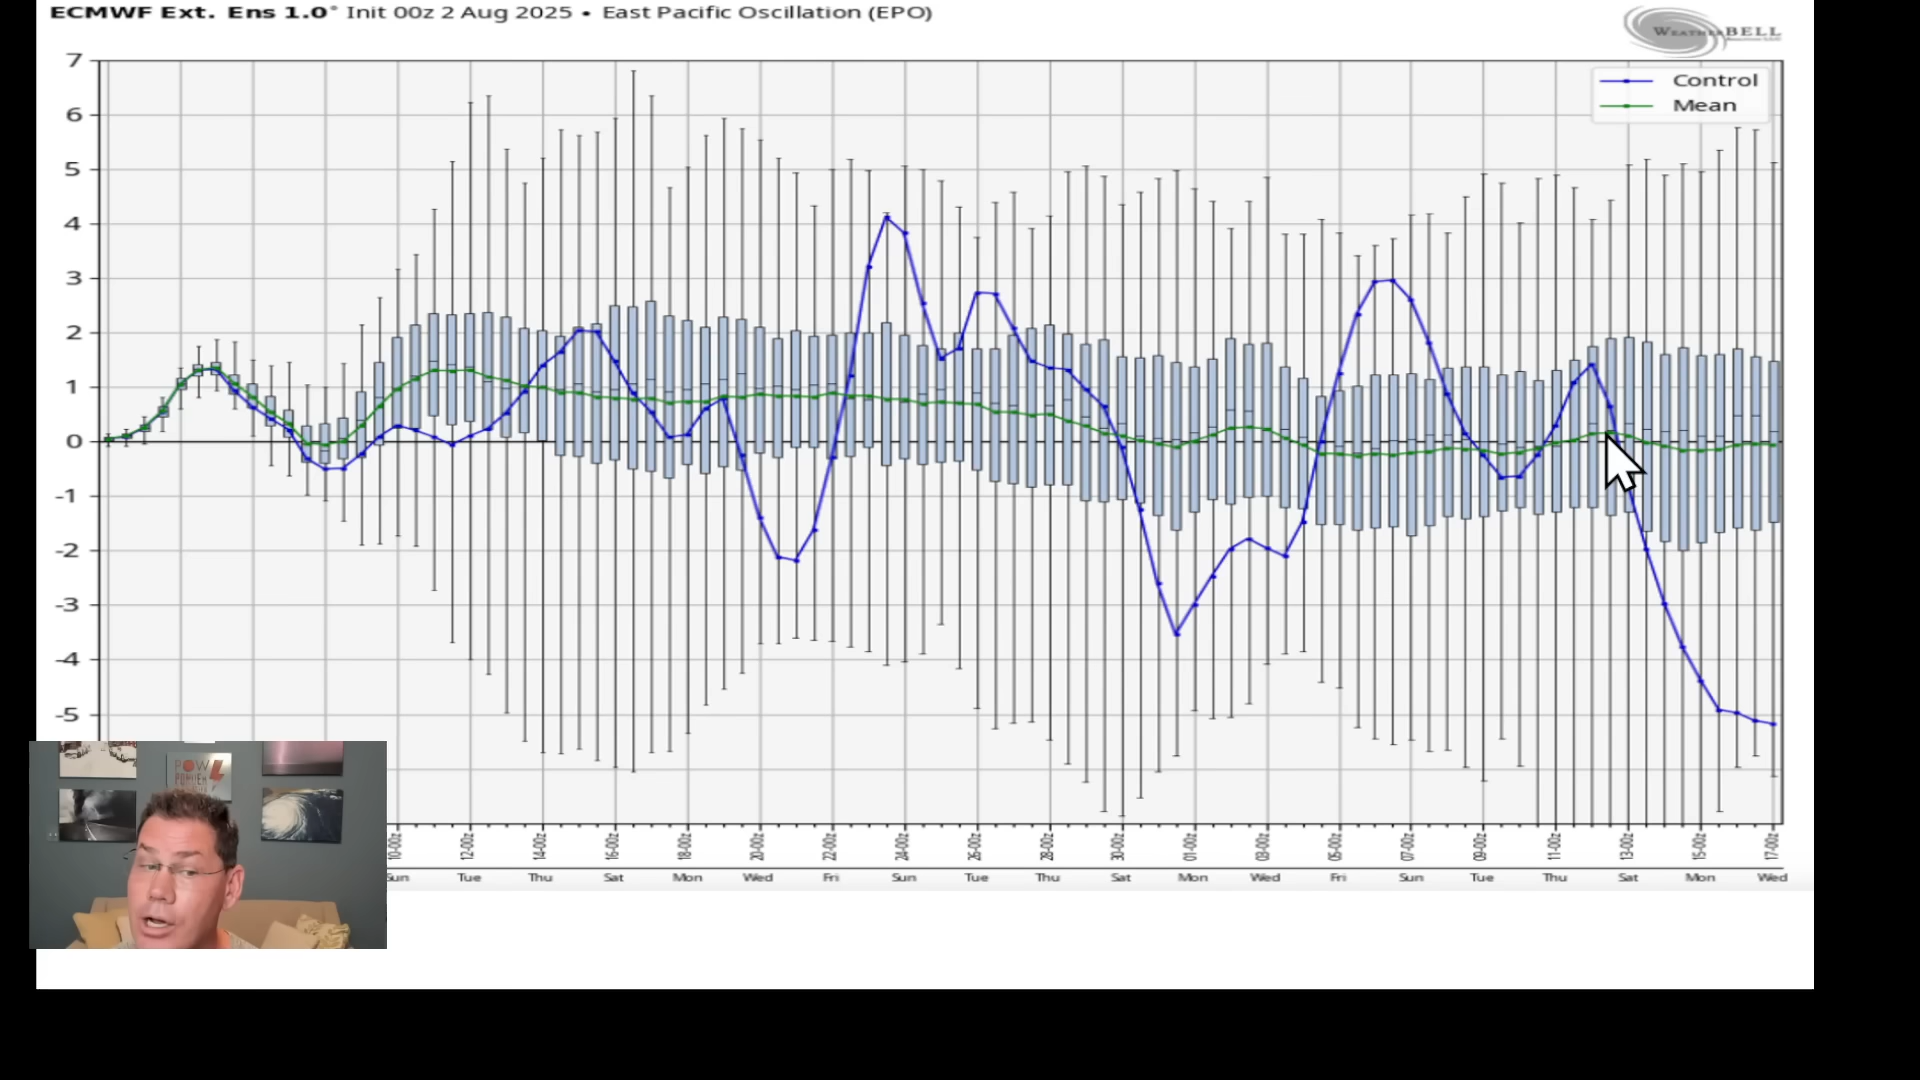 ECMWF Ext. Ens 1.0° Init 00z 2 Aug 2025 • East Pacific Oscillation (EPO)
WEATHERBELL
Control
Mean
7
6
5
4
3
2
1
0
-1
-2
-3
-4
-5
10-00z 12-00z 14-00z 16-00z 18-00z 20-00z 22-00z 24-00z 26-00z 28-00z 30-00z 01-00z 03-00z 05-00z 07-00z 09-00z 11-00z 13-00z 15-00z 17-00z
Sun Tue Thu Sat Mon Wed Fri Sun Tue Thu Sat Mon Wed Fri Sun Tue Thu Sat Mon Wed
POW
POWDER